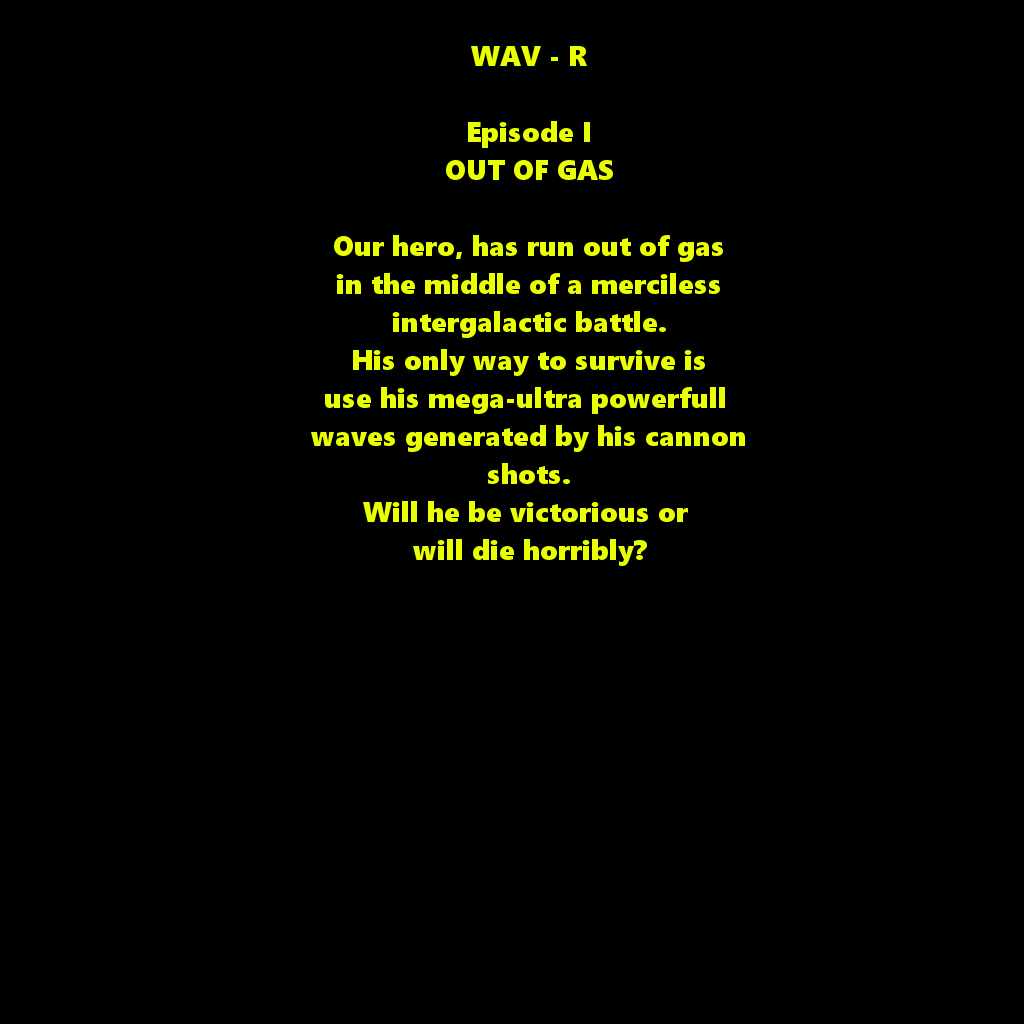 WAV - R
Episode I
OUT OF GAS
Our hero, has run out of gas
in the middle of a merciless
intergalactic battle.
His only way to survive is
use his mega-ultra powerfull
waves generated by his cannon
shots.
Will he be victorious or
will die horribly?